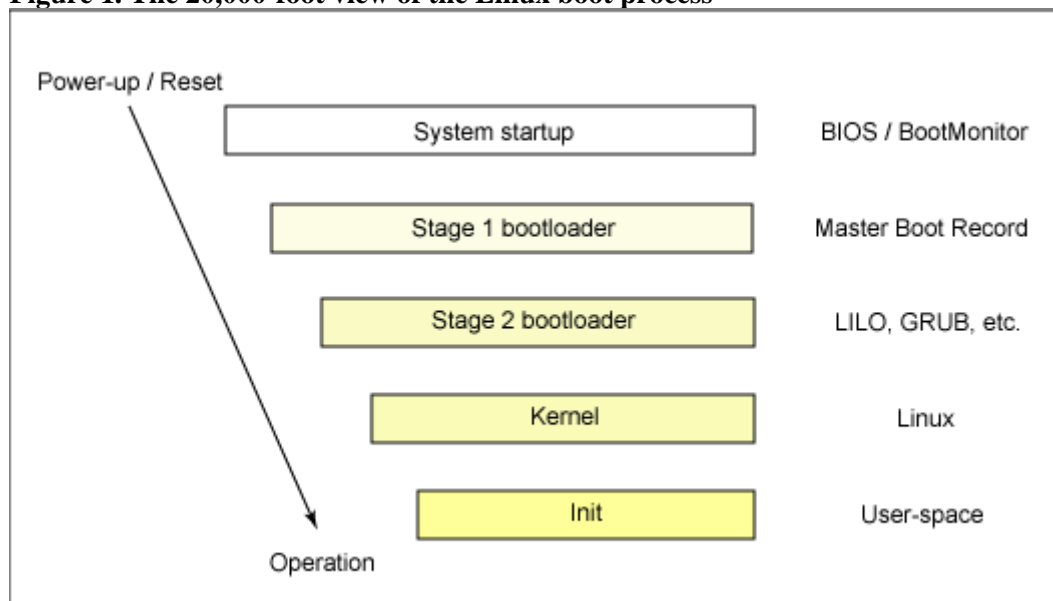 Figure 1. The 20,000-foot view of the Linux boot process
Power-up / Reset
System startup
BIOS / BootMonitor
Stage 1 bootloader
Master Boot Record
Stage 2 bootloader
LILO, GRUB, etc.
Kernel
Linux
Init
User-space
Operation